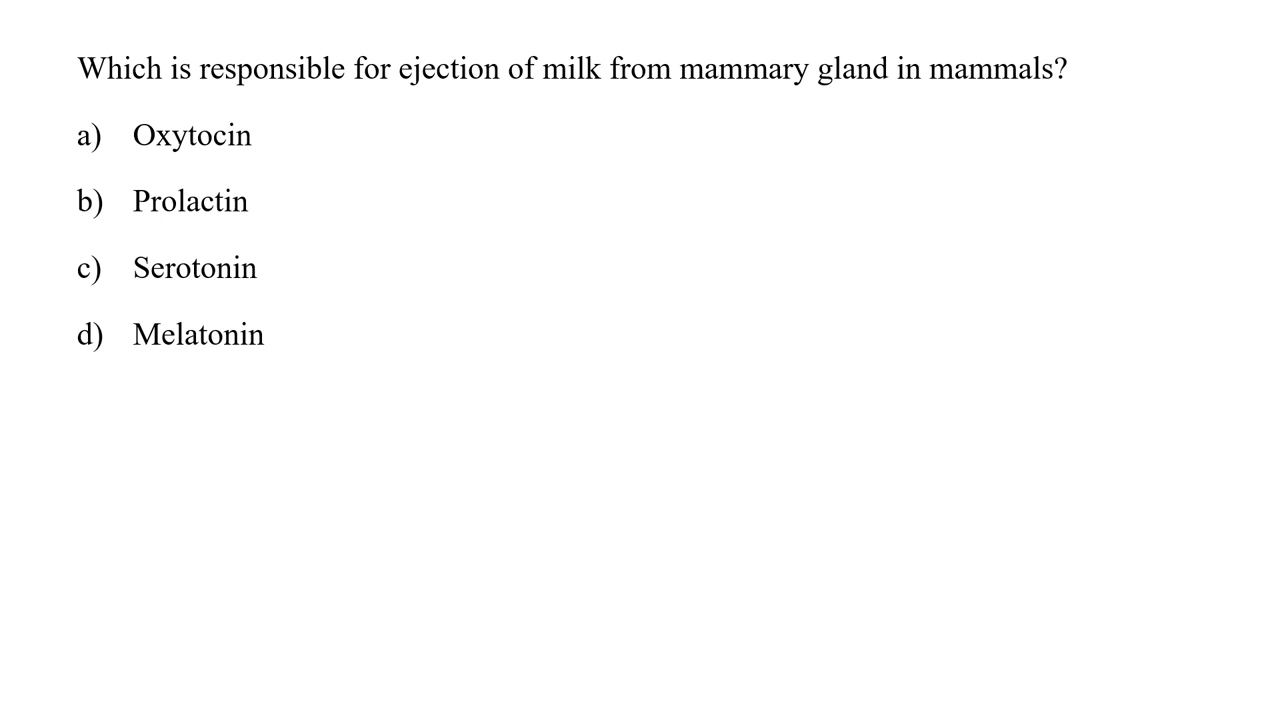 Which is responsible for ejection of milk from mammary gland in mammals?
a) Oxytocin
b) Prolactin
c) Serotonin
d) Melatonin